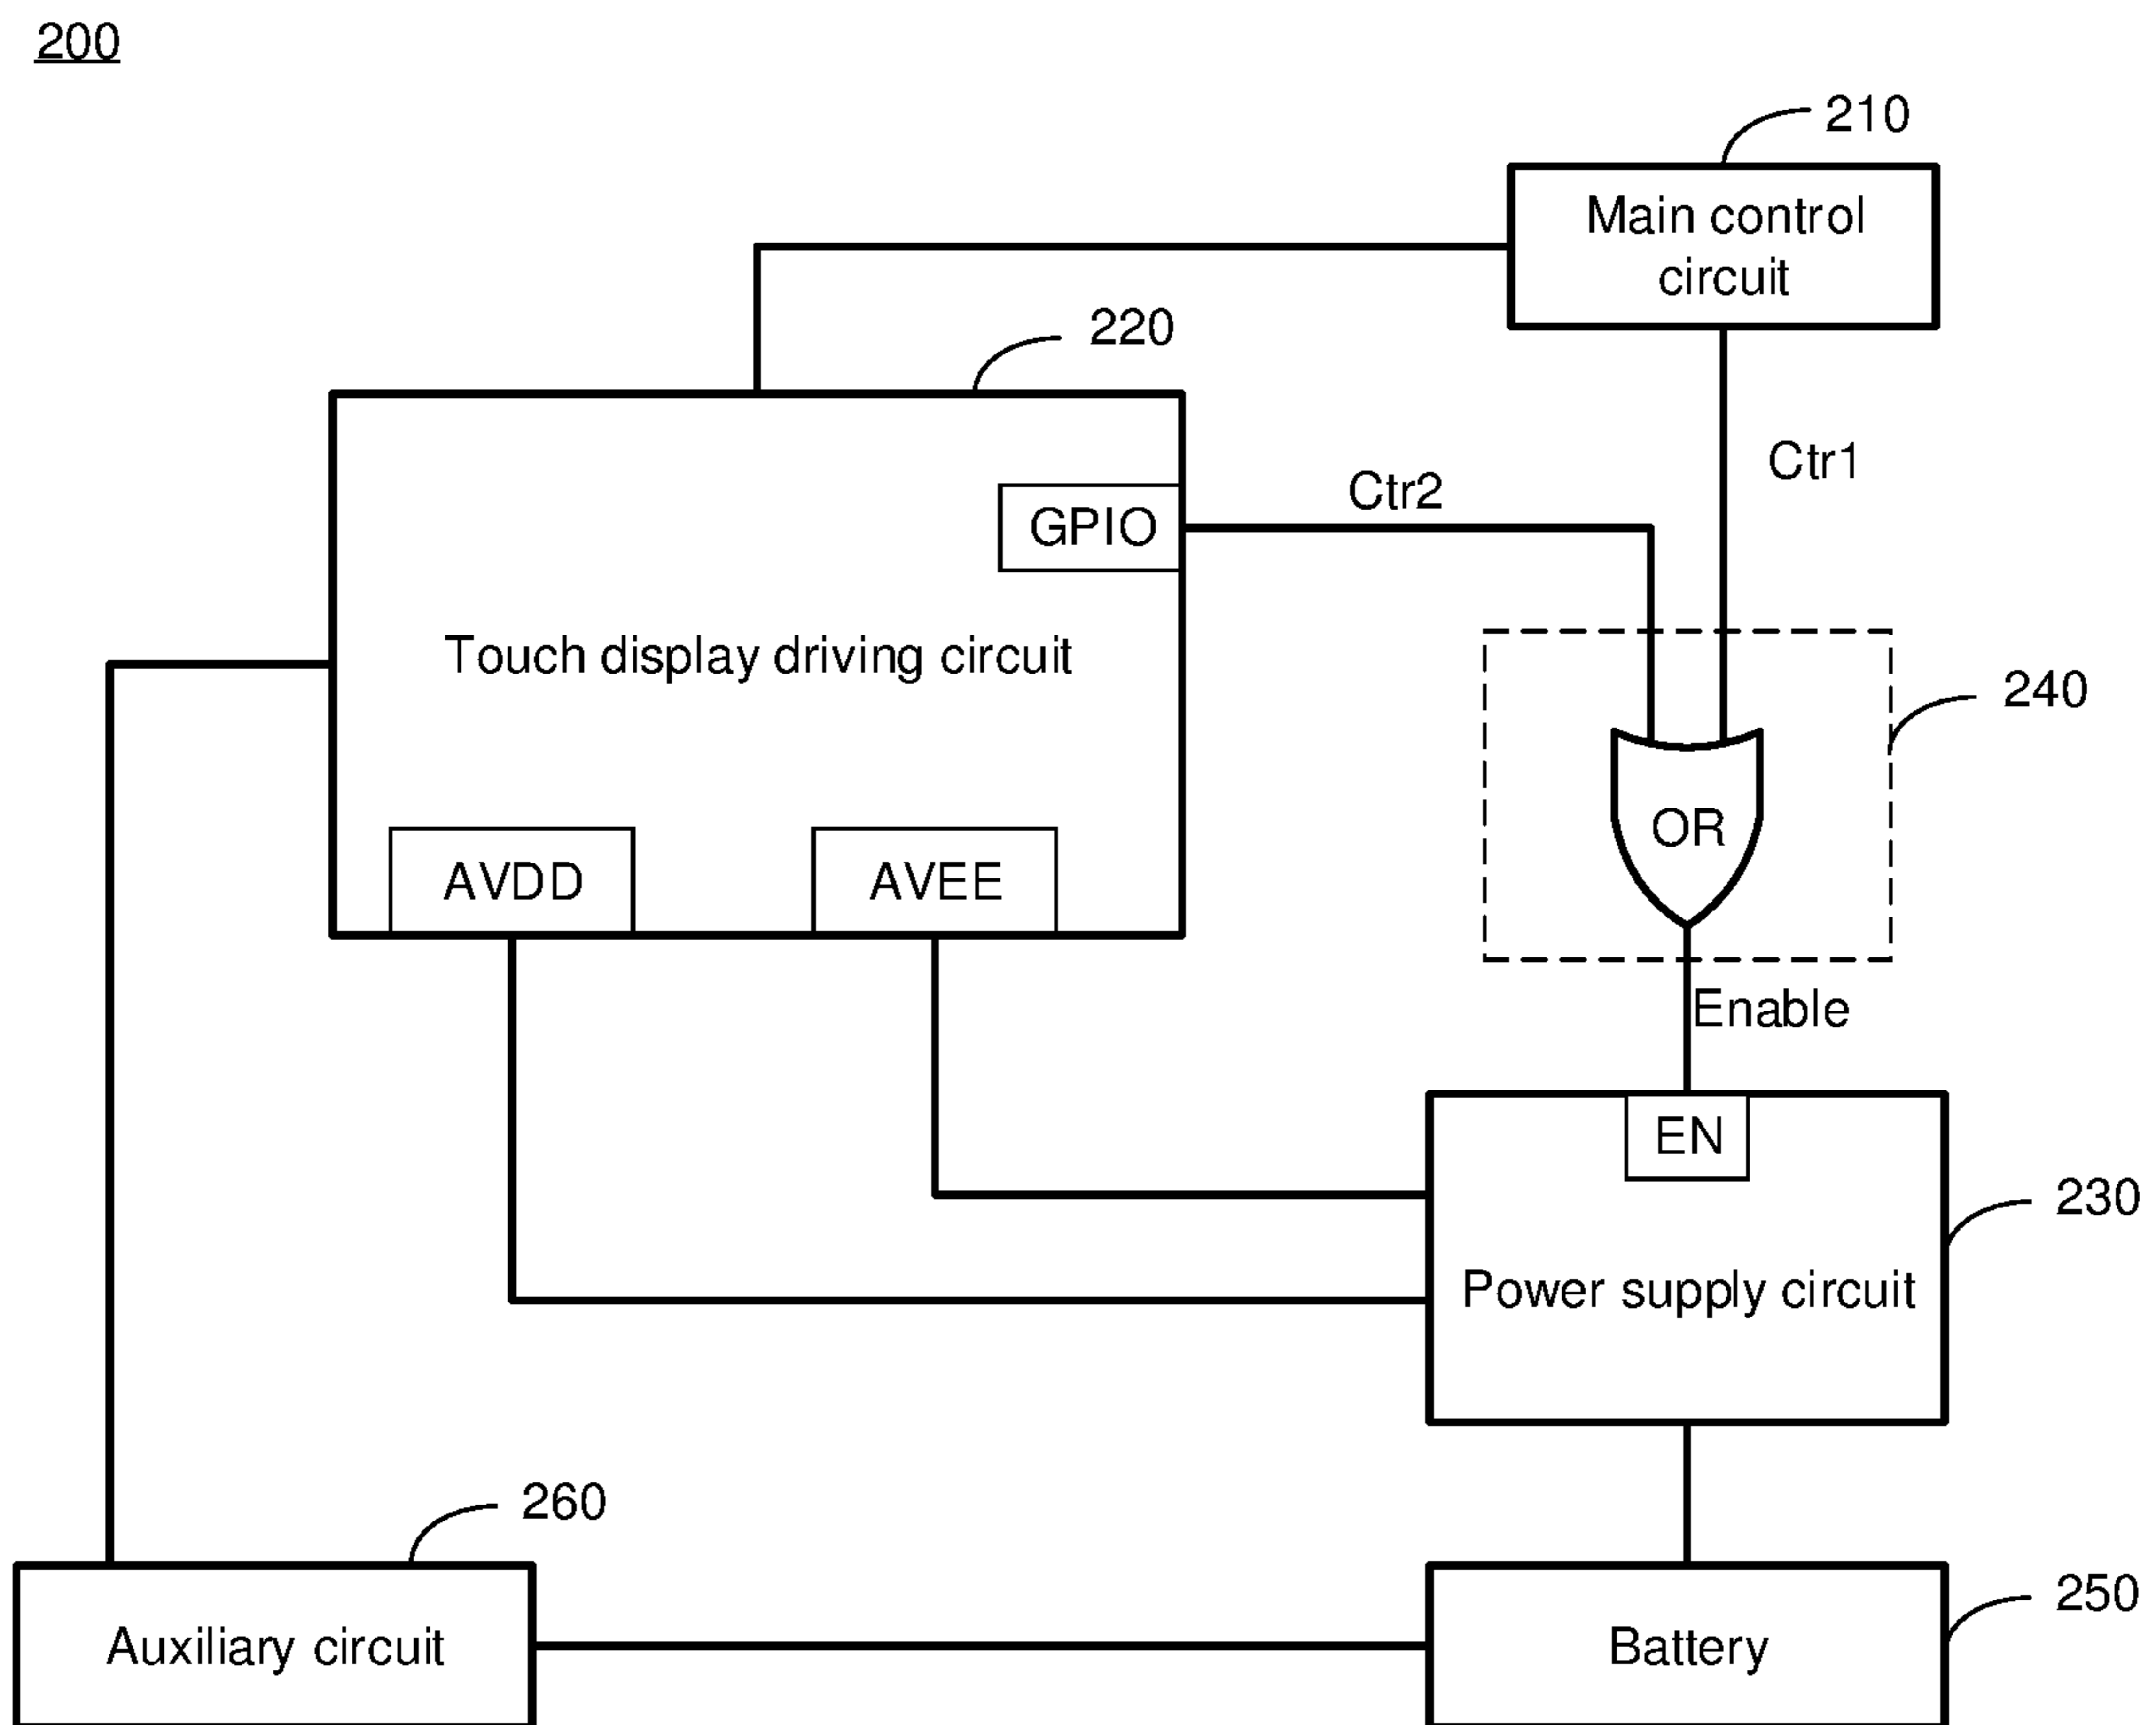 200
210
Main control
circuit
220
Ctr1
Ctr2
GPIO
Touch display driving circuit
240
OR
AVDD
AVEE
Enable
EN
230
Power supply circuit
260
250
Auxiliary circuit
Battery